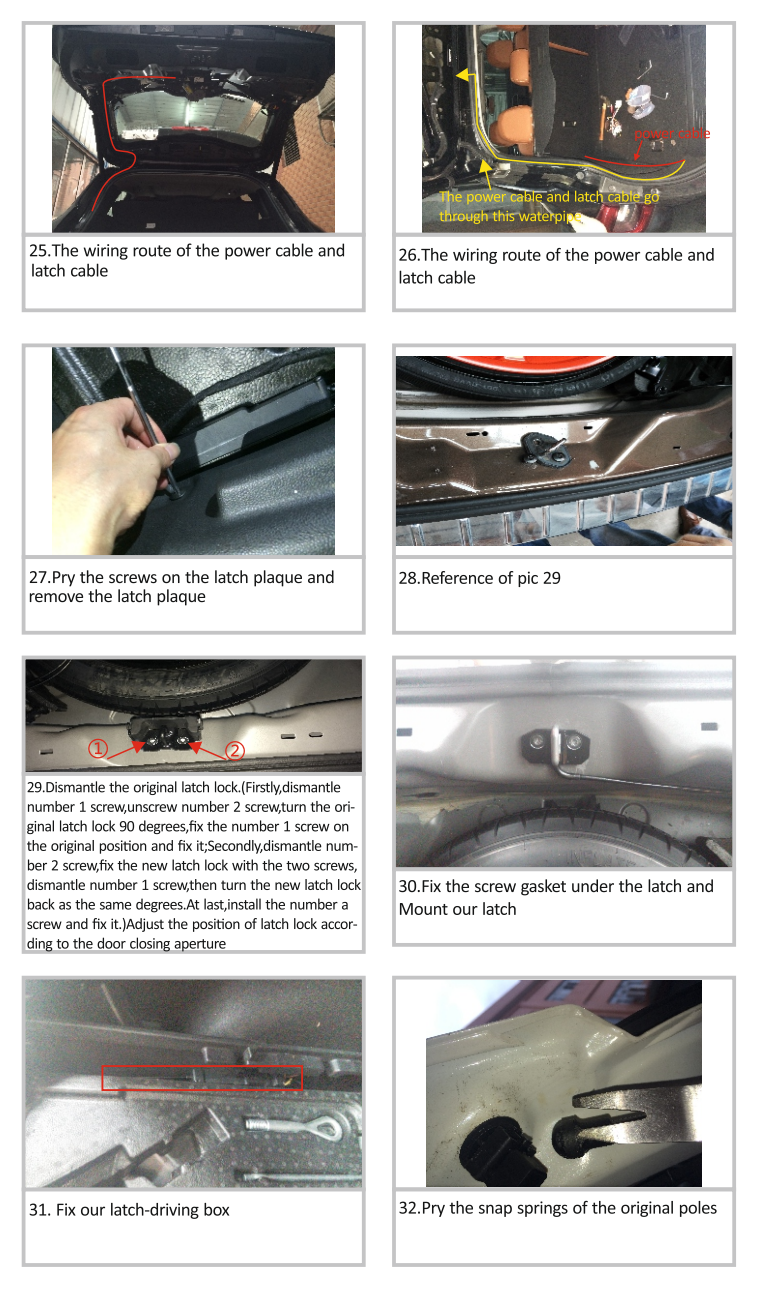 power cable
The power cable and latch cable go
through this waterpipe
25.The wiring route of the power cable and
latch cable
26.The wiring route of the power cable and
latch cable
27.Pry the screws on the latch plaque and
remove the latch plaque
28.Reference of pic 29
① ②
29.Dismantle the original latch lock.(Firstly,dismantle
number 1 screw,unscrew number 2 screw,turn the ori-
ginal latch lock 90 degrees,fix the number 1 screw on
the original position and fix it;Secondly,dismantle num-
ber 2 screw,fix the new latch lock with the two screws,
dismantle number 1 screw,then turn the new latch lock
back as the same degrees.At last,install the number a
screw and fix it.)Adjust the position of latch lock accor-
ding to the door closing aperture
30.Fix the screw gasket under the latch and
Mount our latch
31. Fix our latch-driving box
32.Pry the snap springs of the original poles